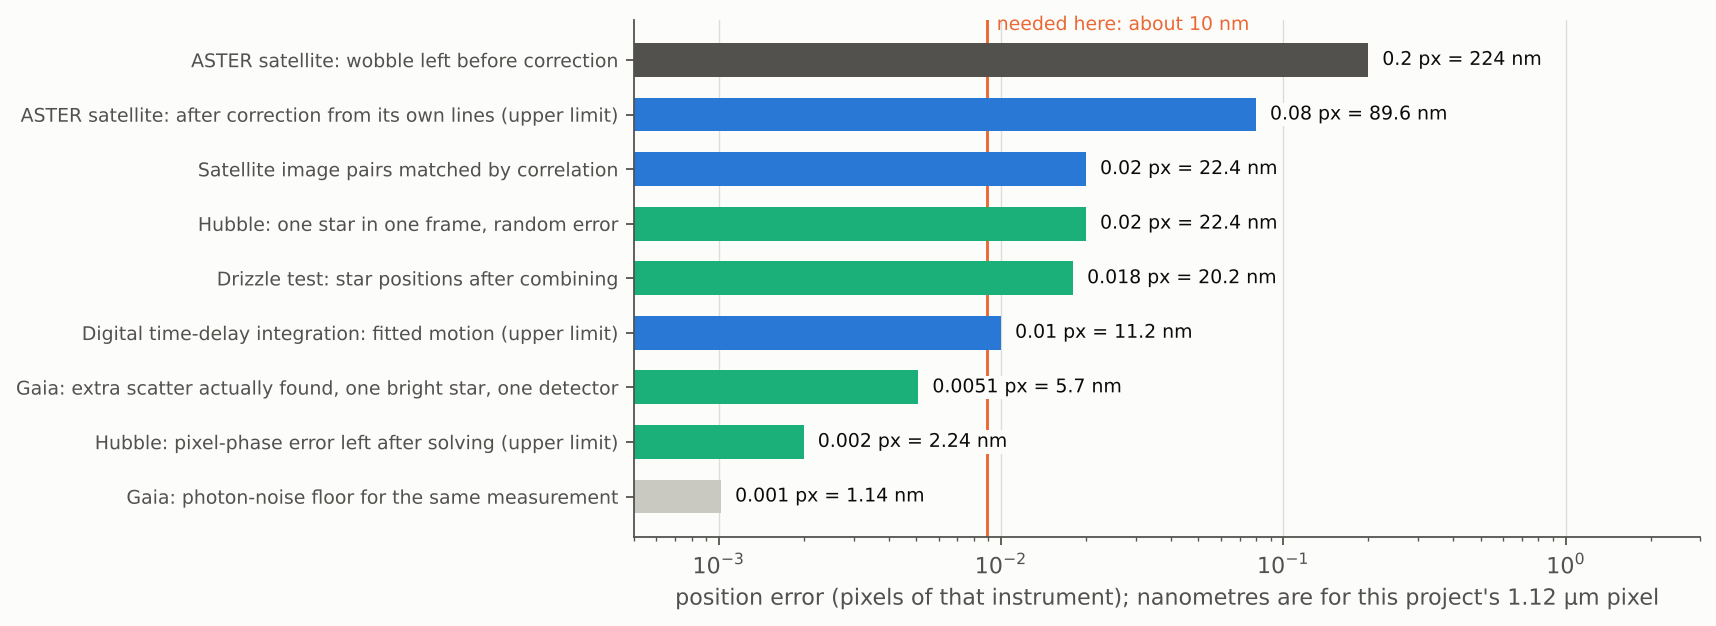 needed here: about 10 nm
ASTER satellite: wobble left before correction 0.2 px = 224 nm
ASTER satellite: after correction from its own lines (upper limit) 0.08 px = 89.6 nm
Satellite image pairs matched by correlation 0.02 px = 22.4 nm
Hubble: one star in one frame, random error 0.02 px = 22.4 nm
Drizzle test: star positions after combining 0.018 px = 20.2 nm
Digital time-delay integration: fitted motion (upper limit) 0.01 px = 11.2 nm
Gaia: extra scatter actually found, one bright star, one detector 0.0051 px = 5.7 nm
Hubble: pixel-phase error left after solving (upper limit) 0.002 px = 2.24 nm
Gaia: photon-noise floor for the same measurement 0.001 px = 1.14 nm
10⁻³ 10⁻² 10⁻¹ 10⁰
position error (pixels of that instrument); nanometres are for this project's 1.12 µm pixel